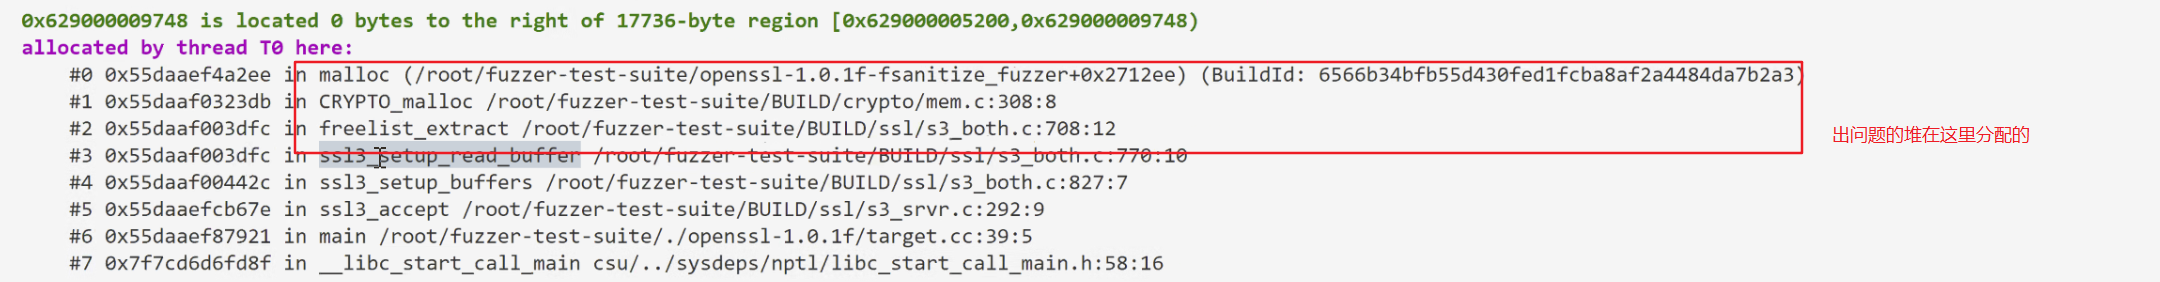 0x629000009748 is located 0 bytes to the right of 17736-byte region [0x629000005200,0x629000009748)
allocated by thread T0 here:
#0 0x55daaef4a2ee in malloc (/root/fuzzer-test-suite/openssl-1.0.1f-fsanitize_fuzzer+0x2712ee) (BuildId: 6566b34bfb55d430fed1fcba8af2a4484da7b2a3)
#1 0x55daaf0323db in CRYPTO_malloc /root/fuzzer-test-suite/BUILD/crypto/mem.c:308:8
#2 0x55daaf003dfc in freelist_extract /root/fuzzer-test-suite/BUILD/ssl/s3_both.c:708:12
出问题的堆在这里分配的
#3 0x55daaf003dfc in ssl3_setup_read_buffer /root/fuzzer-test-suite/BUILD/ssl/s3_both.c:770:10
#4 0x55daaf00442c in ssl3_setup_buffers /root/fuzzer-test-suite/BUILD/ssl/s3_both.c:827:7
#5 0x55daaefcb67e in ssl3_accept /root/fuzzer-test-suite/BUILD/ssl/s3_srvr.c:292:9
#6 0x55daaef87921 in main /root/fuzzer-test-suite/./openssl-1.0.1f/target.cc:39:5
#7 0x7f7cd6d6fd8f in __libc_start_call_main csu/../sysdeps/nptl/libc_start_call_main.h:58:16